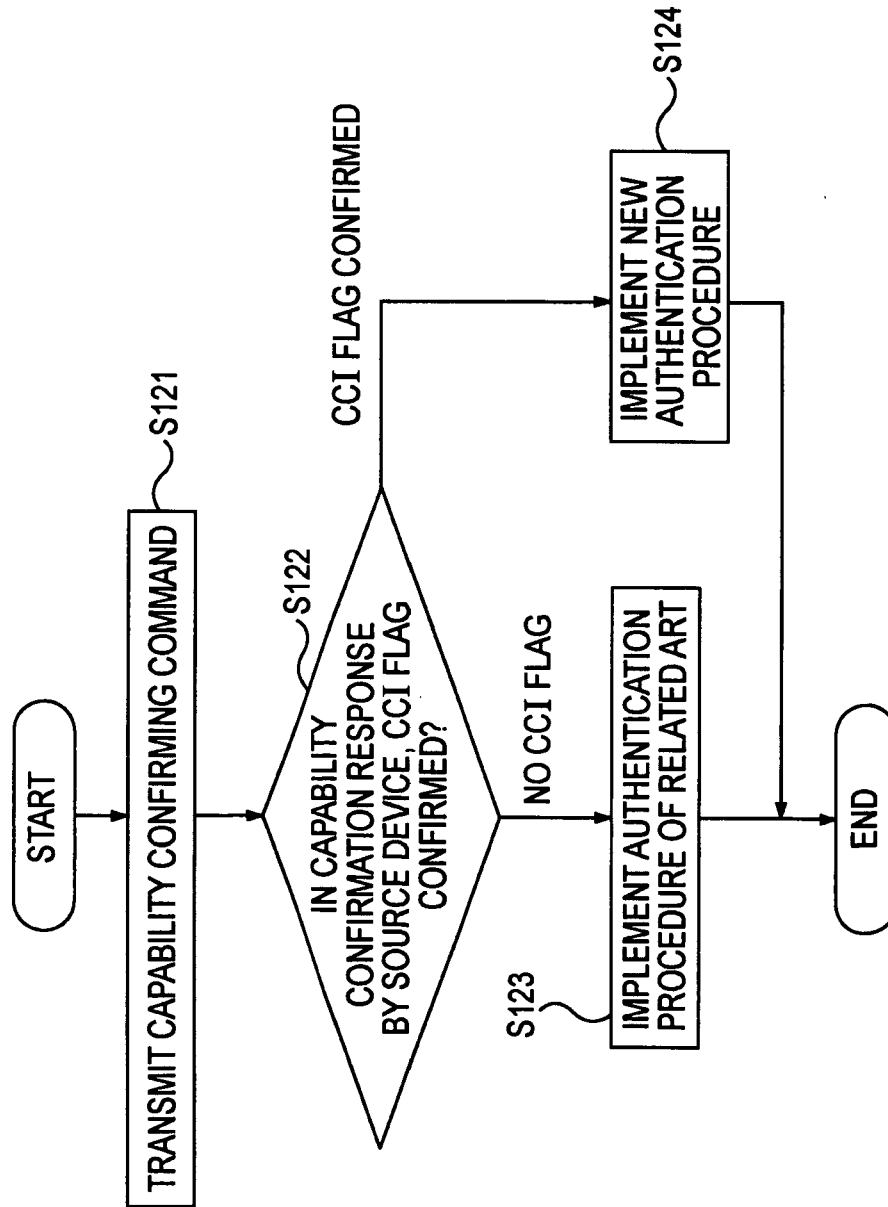 START
TRANSMIT CAPABILITY CONFIRMING COMMAND
S121
IN CAPABILITY
CONFIRMATION RESPONSE
BY SOURCE DEVICE, CCI FLAG
CONFIRMED?
S122
CCI FLAG CONFIRMED
NO CCI FLAG
S123
IMPLEMENT AUTHENTICATION
PROCEDURE OF RELATED ART
IMPLEMENT NEW
AUTHENTICATION
PROCEDURE
S124
END